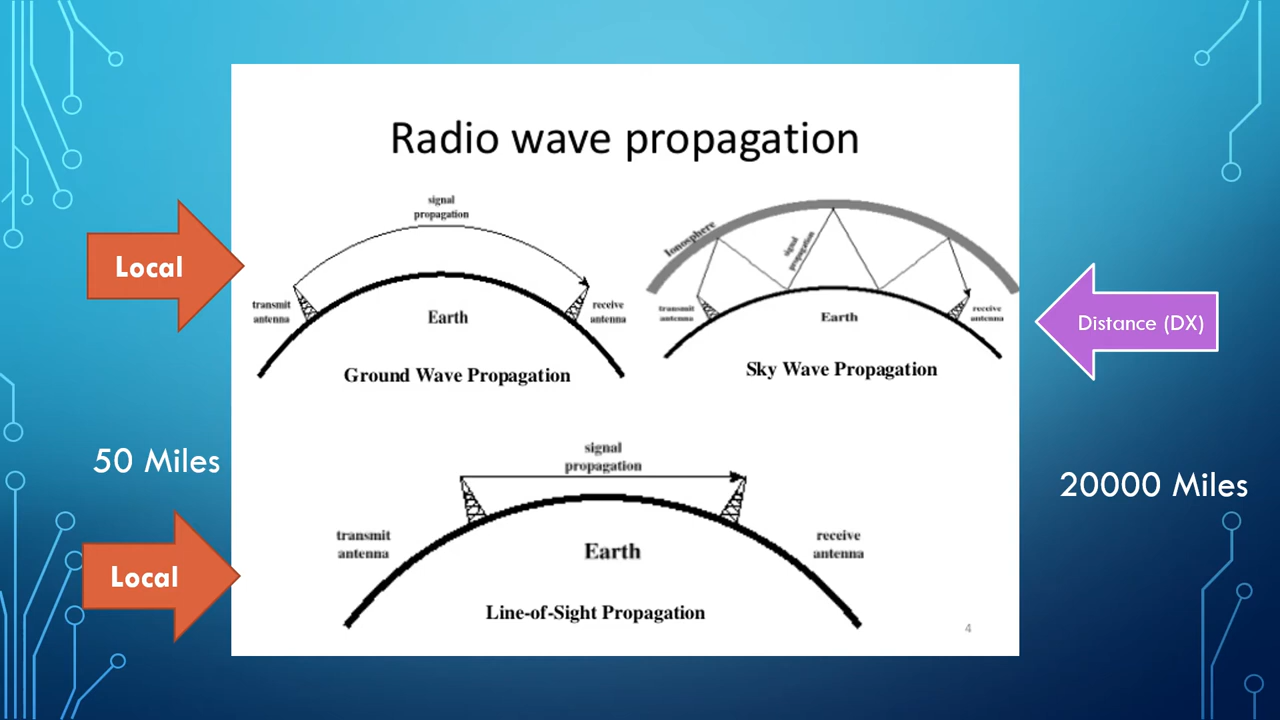 Radio wave propagation
signal
propagation
transmit
antenna
receive
antenna
Earth
Ground Wave Propagation
Ionosphere
signal
propagation
transmit
antenna
receive
antenna
Earth
Sky Wave Propagation
Local
Distance (DX)
50 Miles
20000 Miles
signal
propagation
transmit
antenna
receive
antenna
Earth
Line-of-Sight Propagation
Local
4